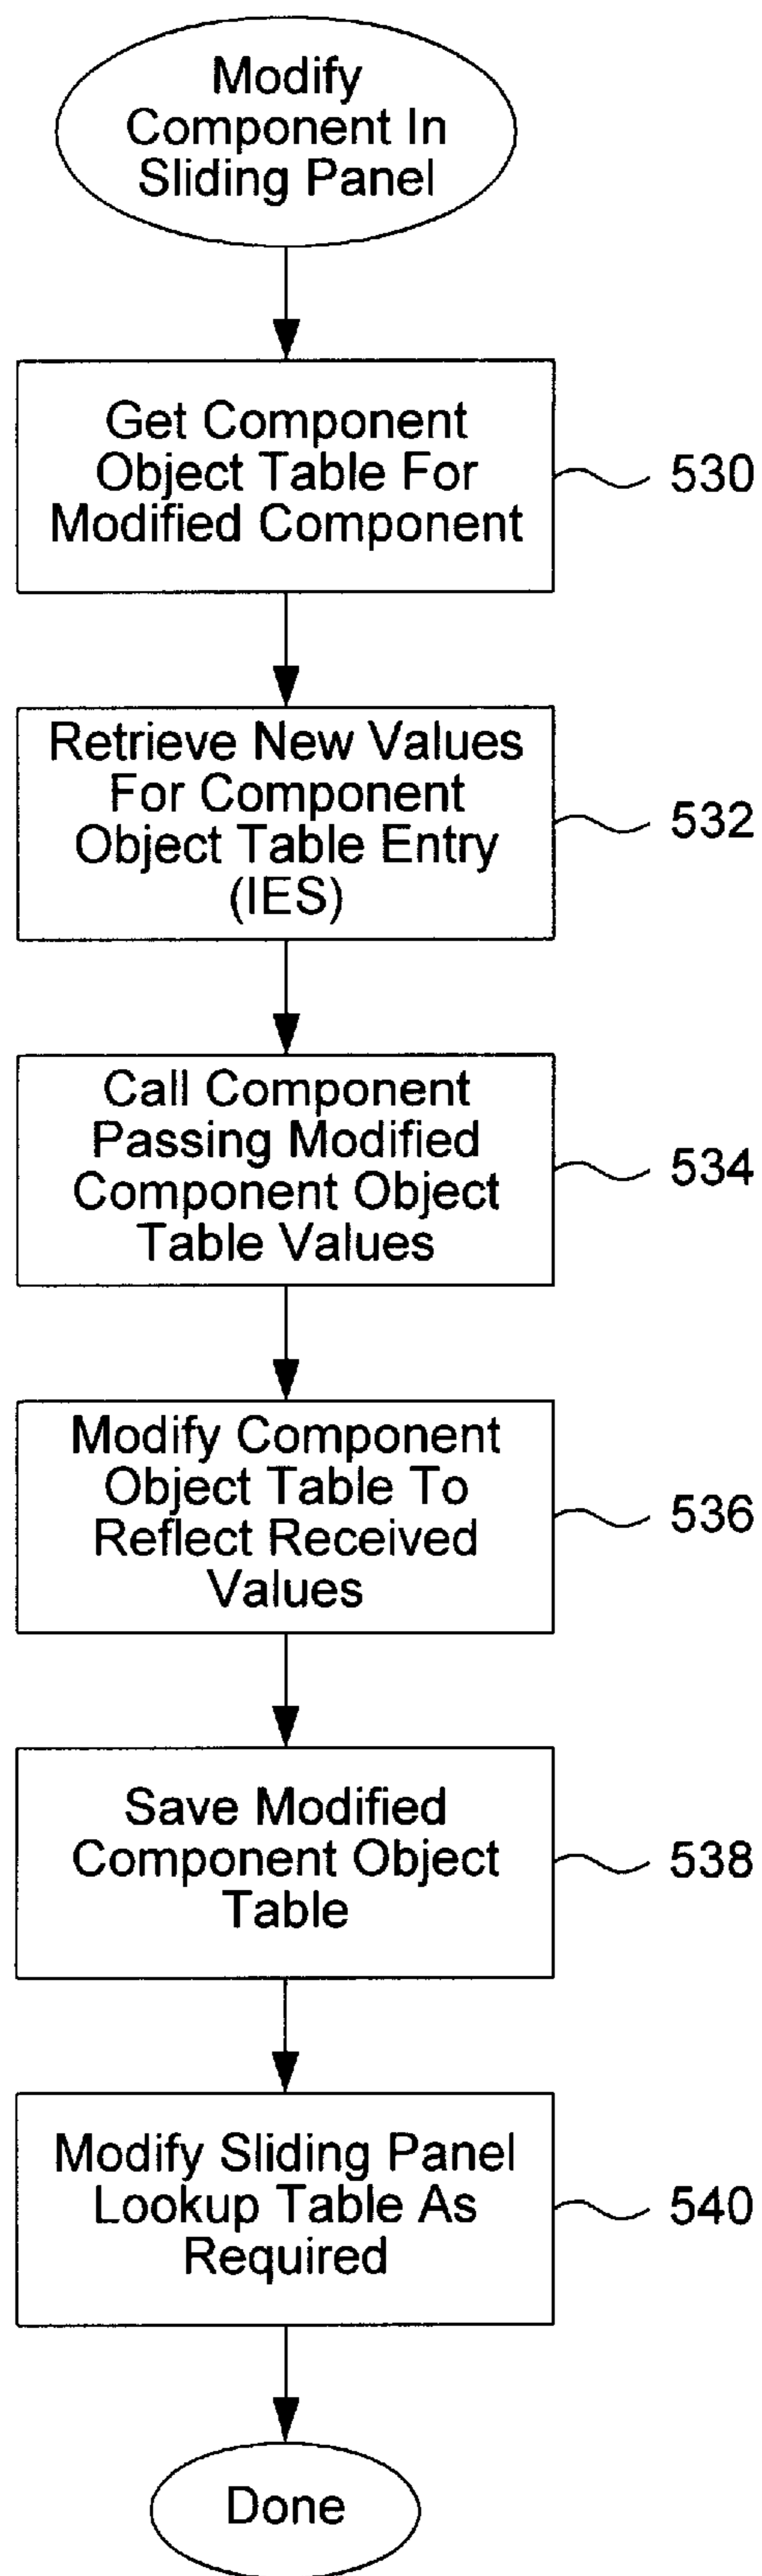 Modify
Component In
Sliding Panel
Get Component
Object Table For
Modified Component
530
Retrieve New Values
For Component
Object Table Entry
(IES)
532
Call Component
Passing Modified
Component Object
Table Values
534
Modify Component
Object Table To
Reflect Received
Values
536
Save Modified
Component Object
Table
538
Modify Sliding Panel
Lookup Table As
Required
540
Done